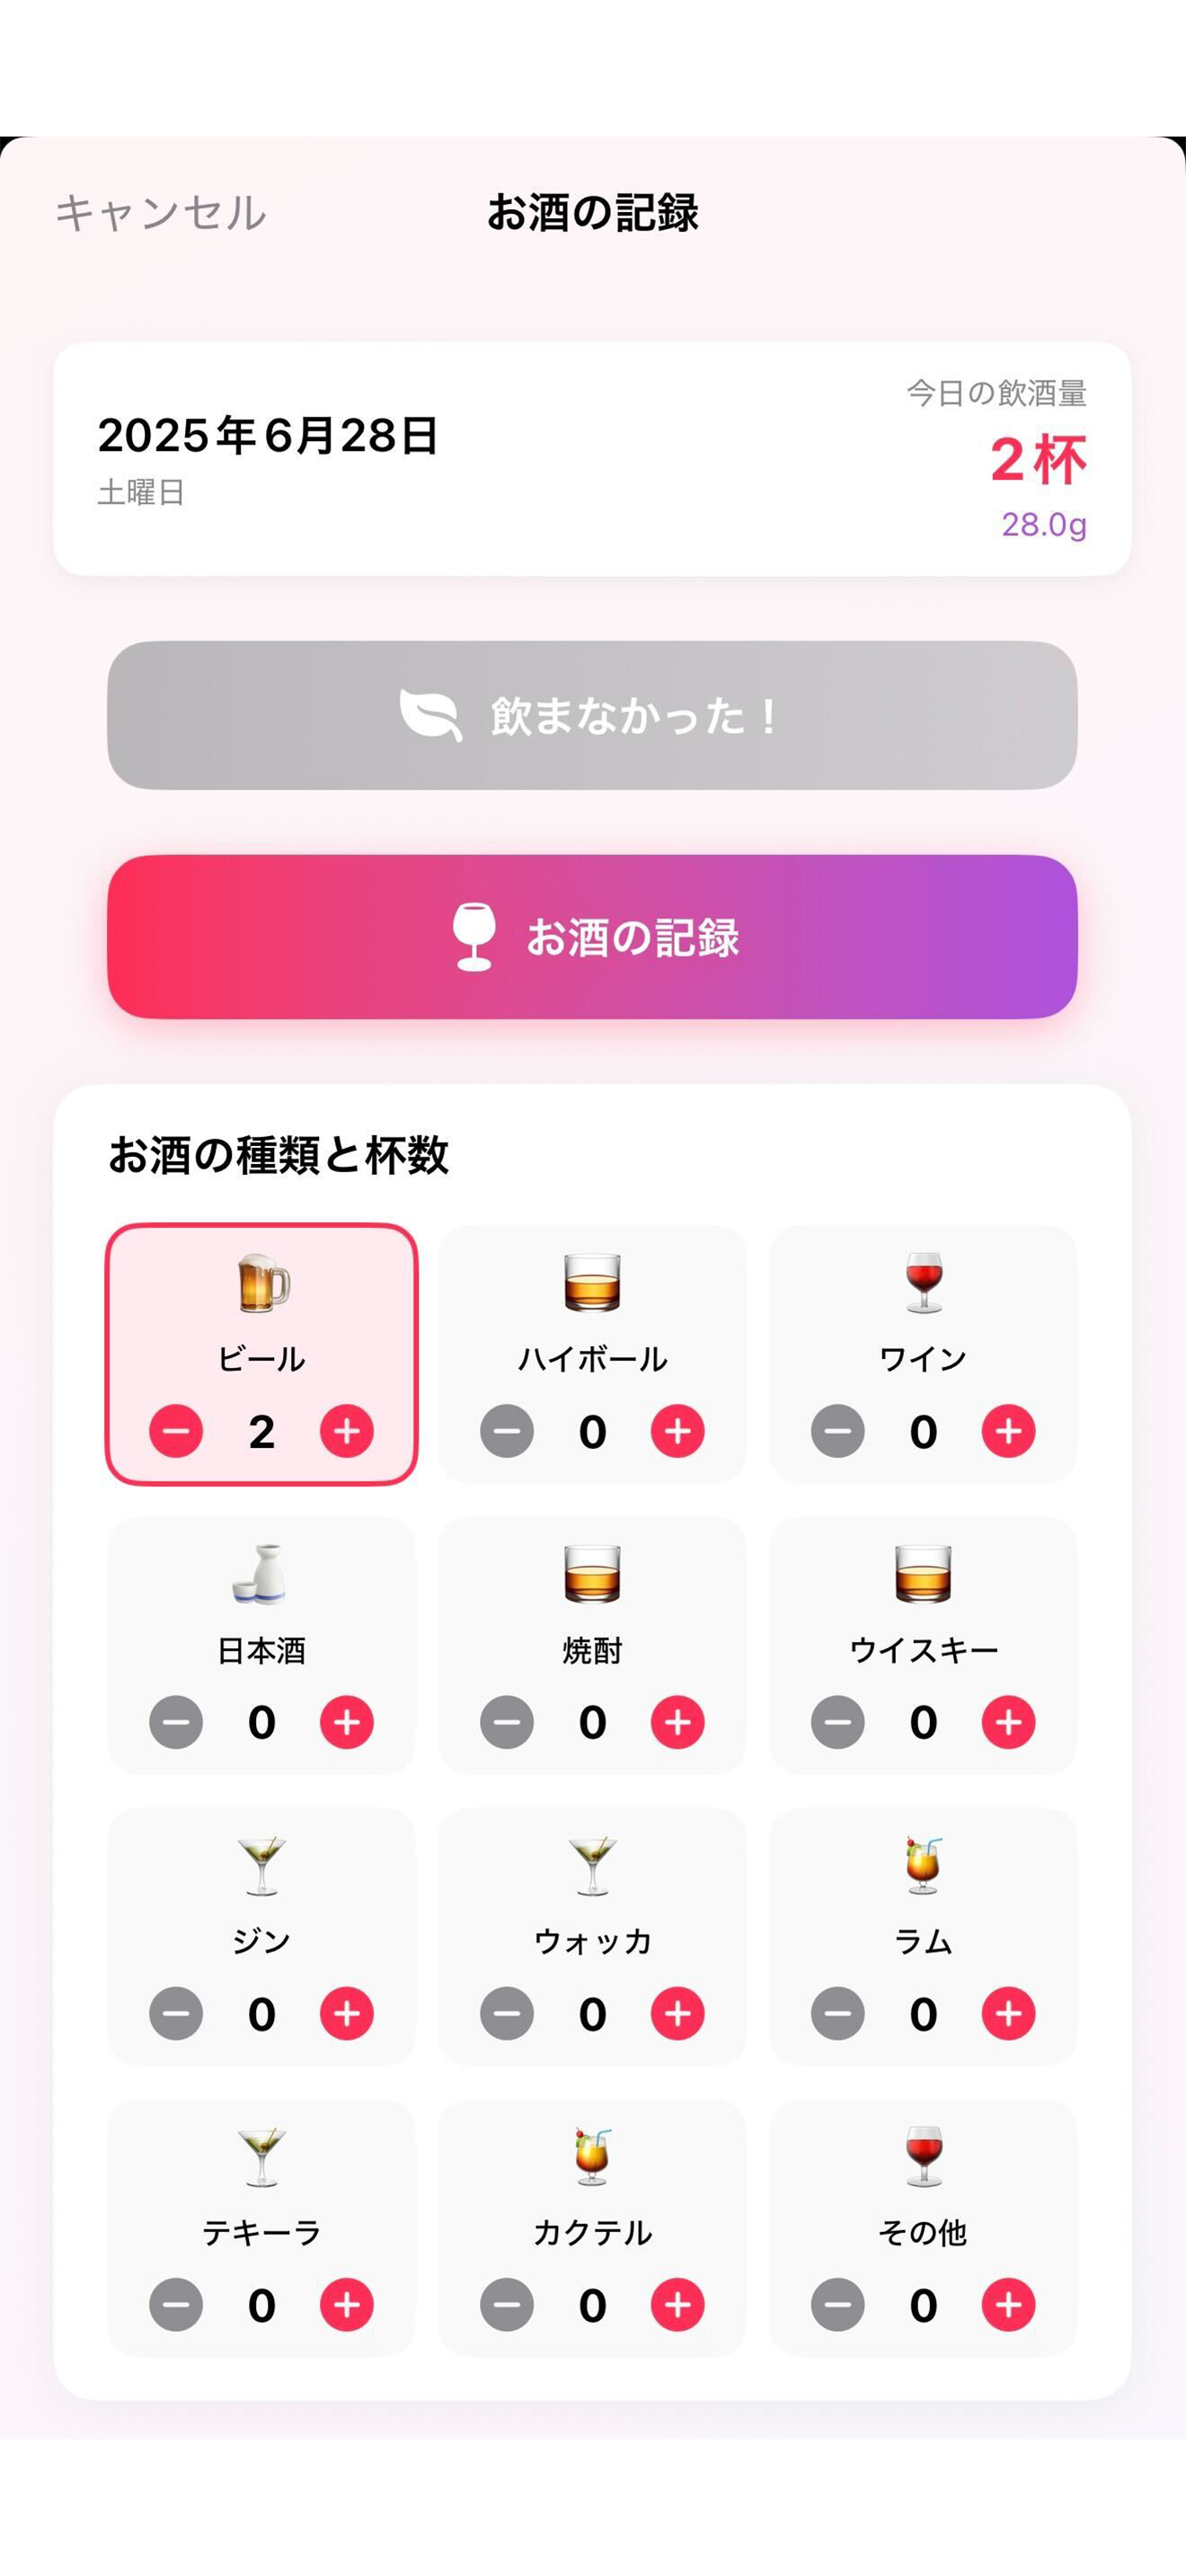 キャンセル
お酒の記録
2025年6月28日
土曜日
今日の飲酒量
2杯
28.0g
飲まなかった！
お酒の記録
お酒の種類と杯数
ビール
2
ハイボール
0
ワイン
0
日本酒
0
焼酎
0
ウイスキー
0
ジン
0
ウォッカ
0
ラム
0
テキーラ
0
カクテル
0
その他
0